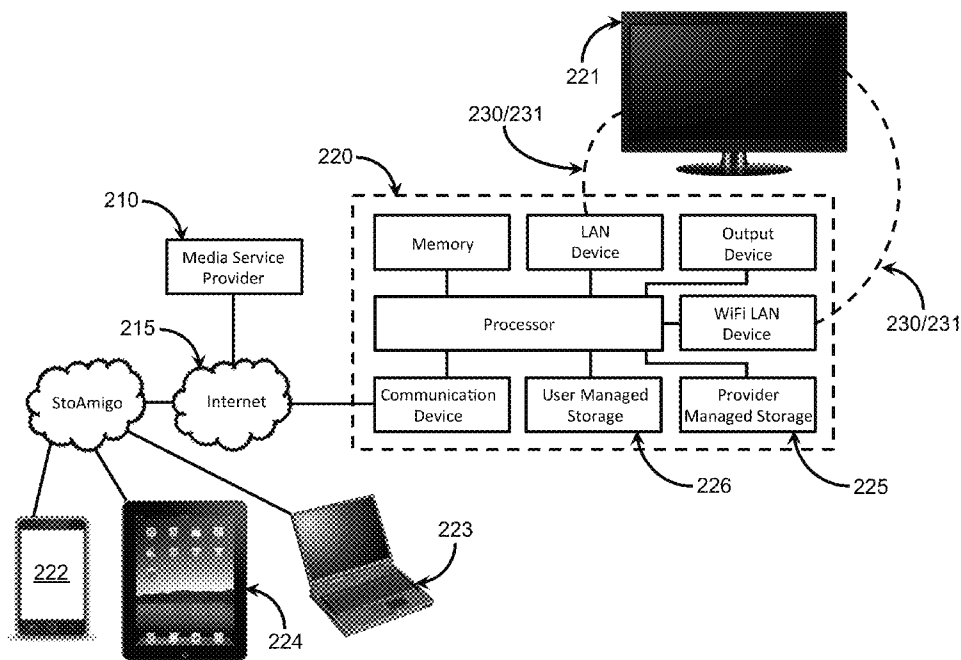 221
230/231
220
210
Memory
LAN
Device
Output
Device
Media Service
Provider
215
Processor
WiFi LAN
Device
230/231
StoAmigo
Internet
Communication
Device
User Managed
Storage
Provider
Managed Storage
226
225
222
223
224